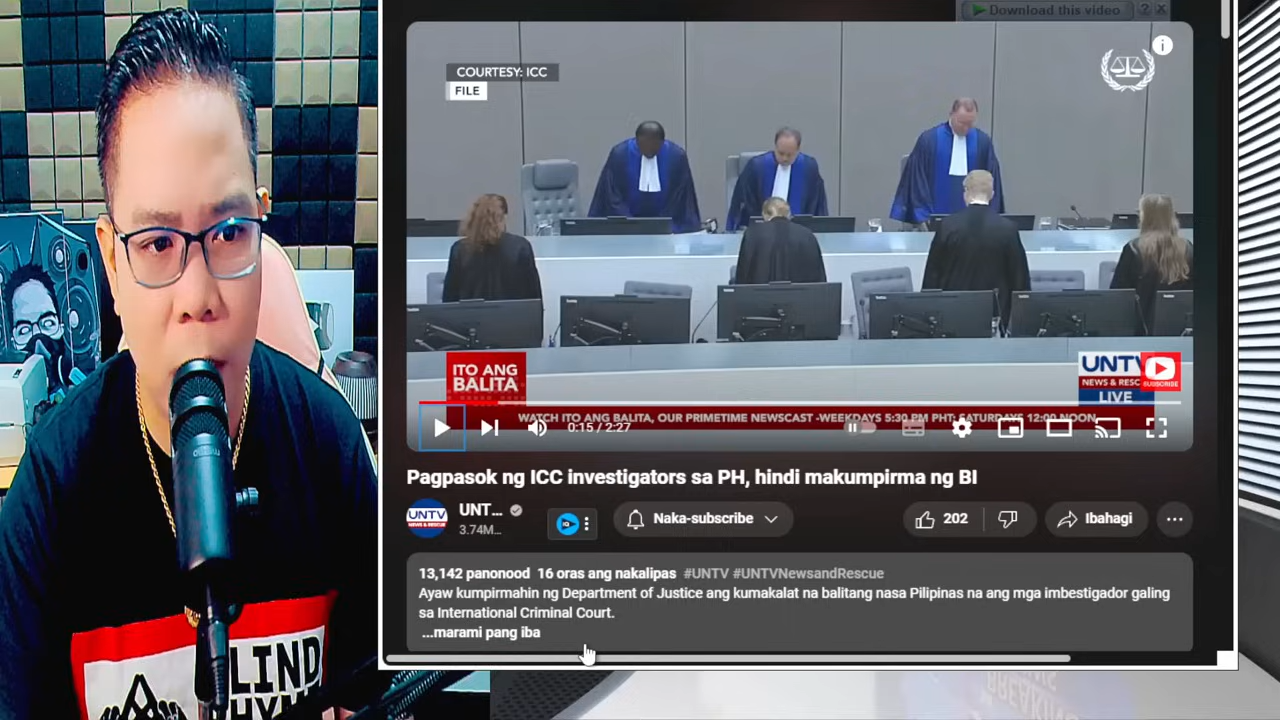 Download this video
COURTESY: ICC
FILE
ITO ANG
BALITA
UNTV
NEWS & RESC
SUBSCRIBE
LIVE
WATCH ITO ANG BALITA, OUR PRIMETIME NEWSCAST -WEEKDAYS 5:30 PM PHT; SATURDAYS 12:00 NOON
0:15 / 2:27
Pagpasok ng ICC investigators sa PH, hindi makumpirma ng BI
UNTV
NEWS & RESCUE
UNT...
3.74M...
Naka-subscribe
202
Ibahagi
13,142 panonood 16 oras ang nakalipas #UNTV #UNTVNewsandRescue
Ayaw kumpirmahin ng Department of Justice ang kumakalat na balitang nasa Pilipinas na ang mga imbestigador galing
sa International Criminal Court.
...marami pang iba